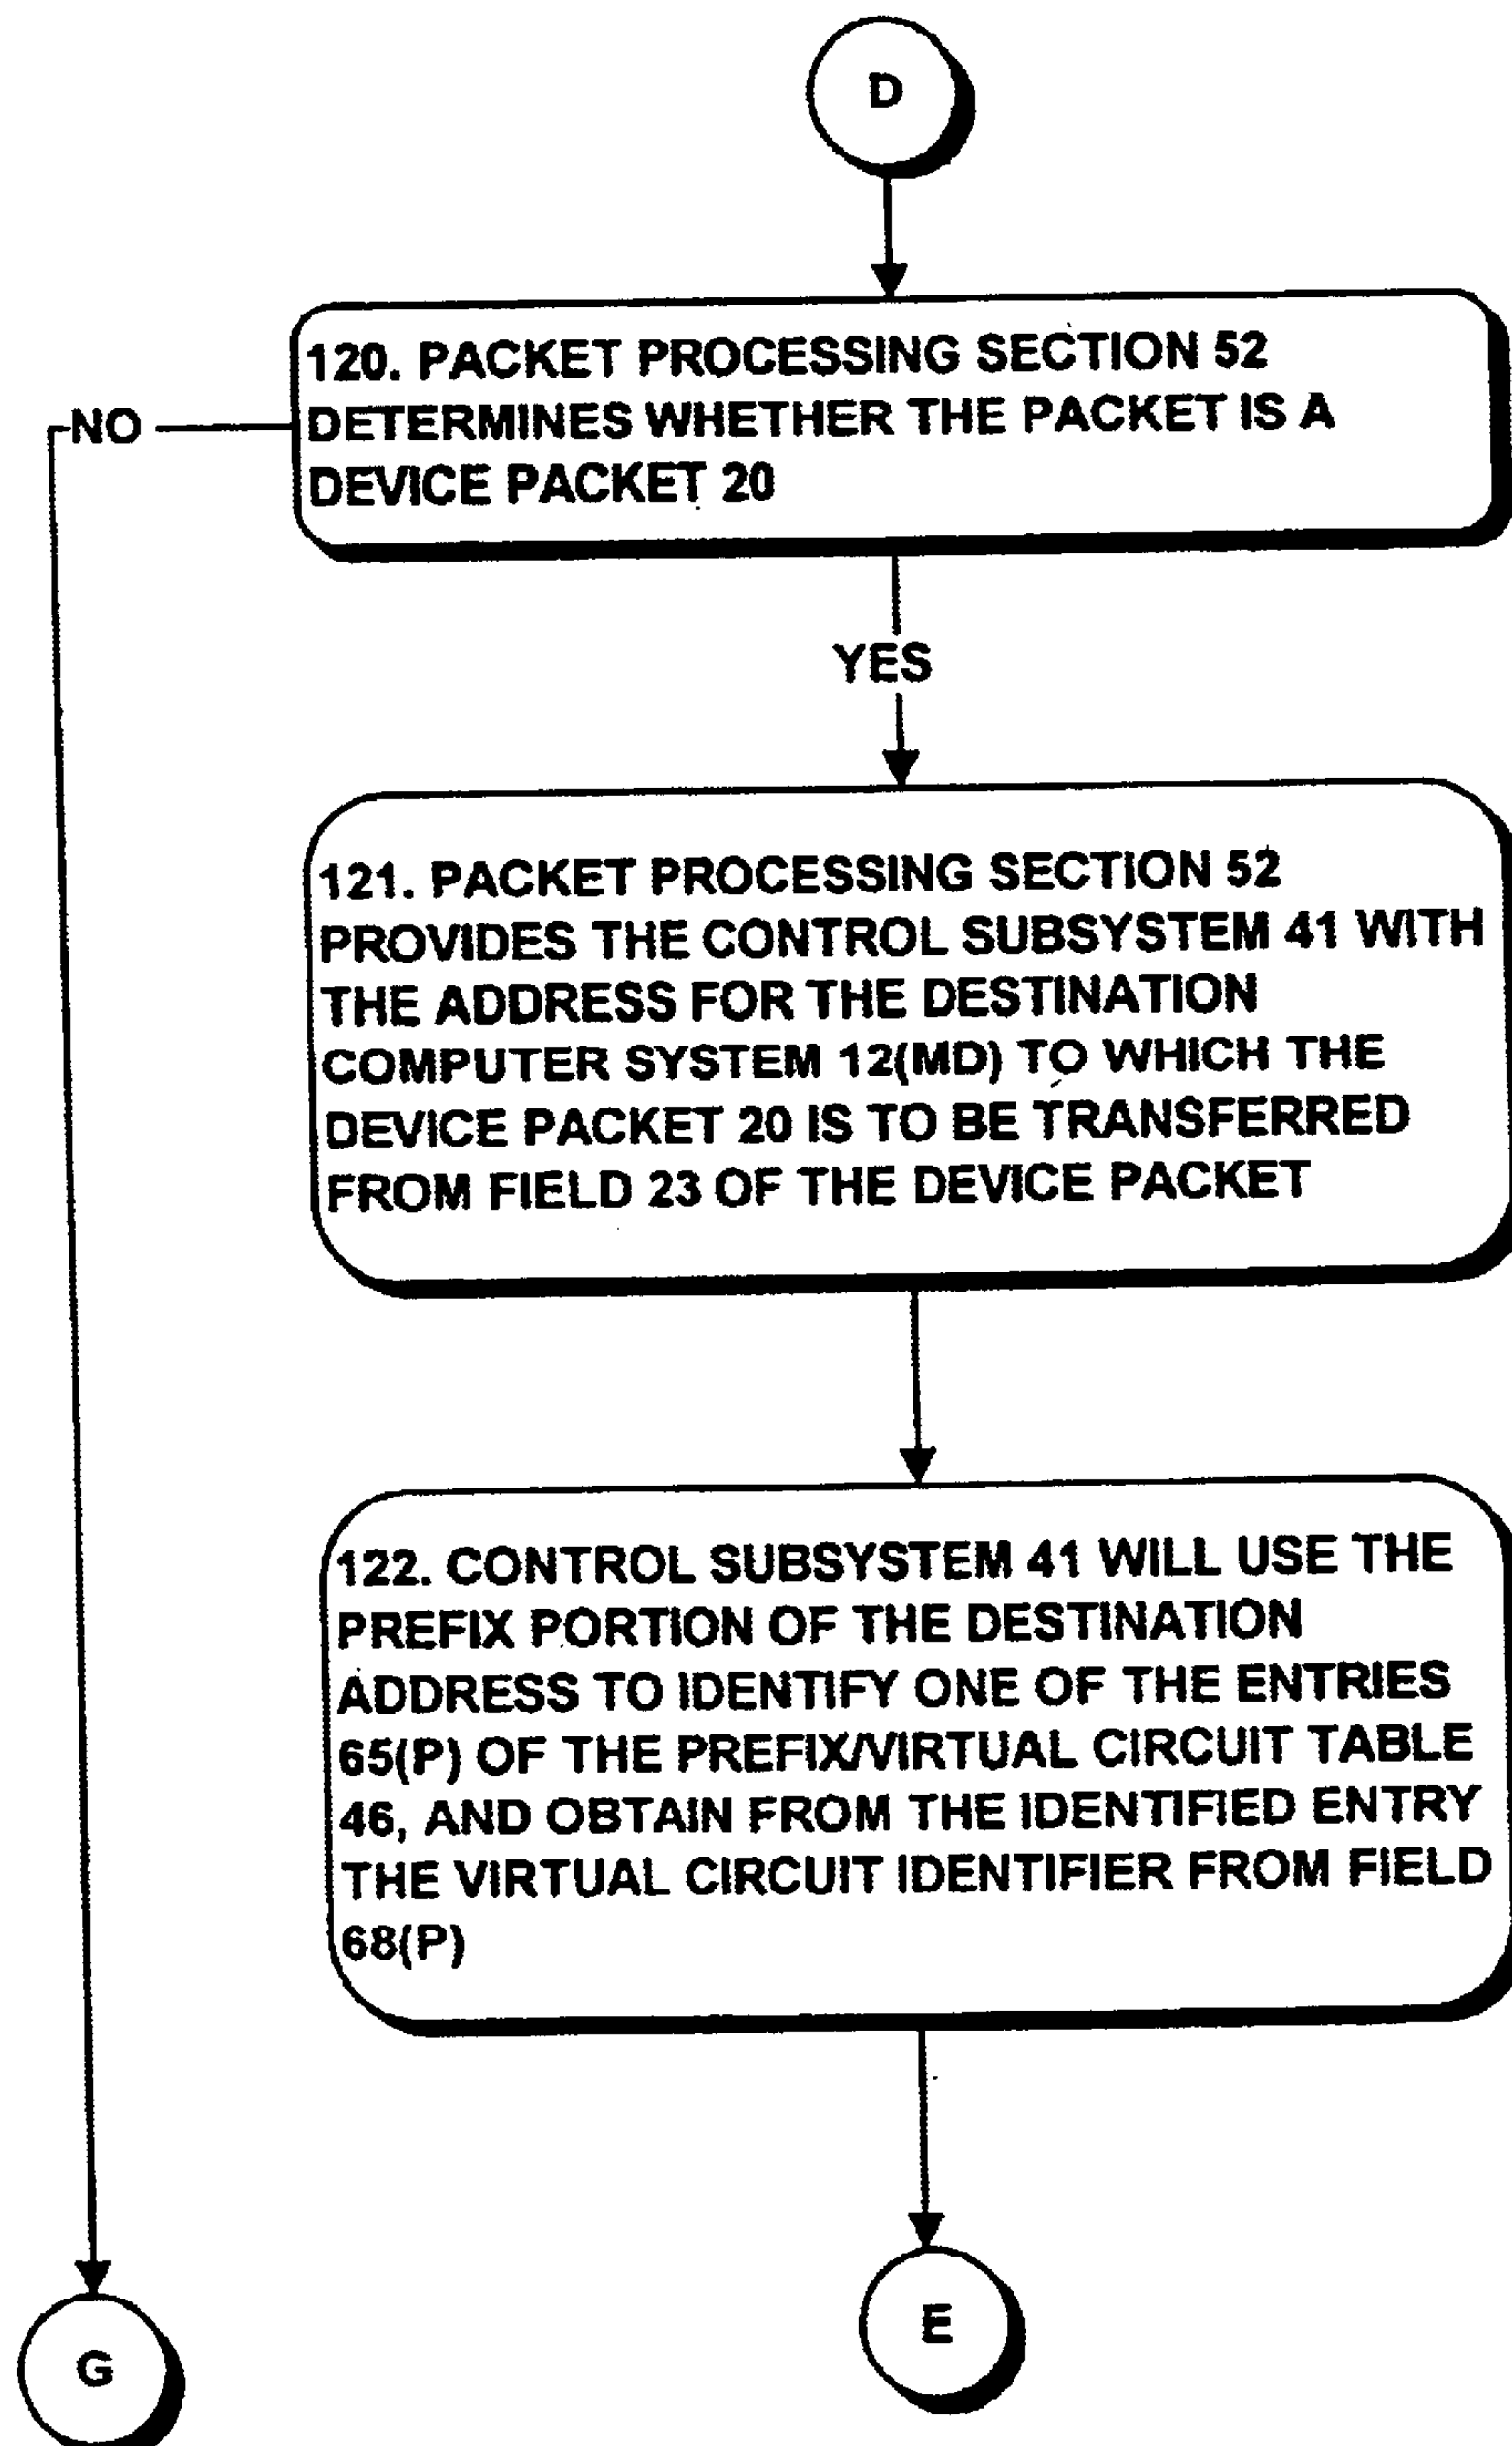 D
120. PACKET PROCESSING SECTION 52
DETERMINES WHETHER THE PACKET IS A
DEVICE PACKET 20
NO
YES
121. PACKET PROCESSING SECTION 52
PROVIDES THE CONTROL SUBSYSTEM 41 WITH
THE ADDRESS FOR THE DESTINATION
COMPUTER SYSTEM 12(MD) TO WHICH THE
DEVICE PACKET 20 IS TO BE TRANSFERRED
FROM FIELD 23 OF THE DEVICE PACKET
122. CONTROL SUBSYSTEM 41 WILL USE THE
PREFIX PORTION OF THE DESTINATION
ADDRESS TO IDENTIFY ONE OF THE ENTRIES
65(P) OF THE PREFIX/VIRTUAL CIRCUIT TABLE
46, AND OBTAIN FROM THE IDENTIFIED ENTRY
THE VIRTUAL CIRCUIT IDENTIFIER FROM FIELD
68(P)
E
G